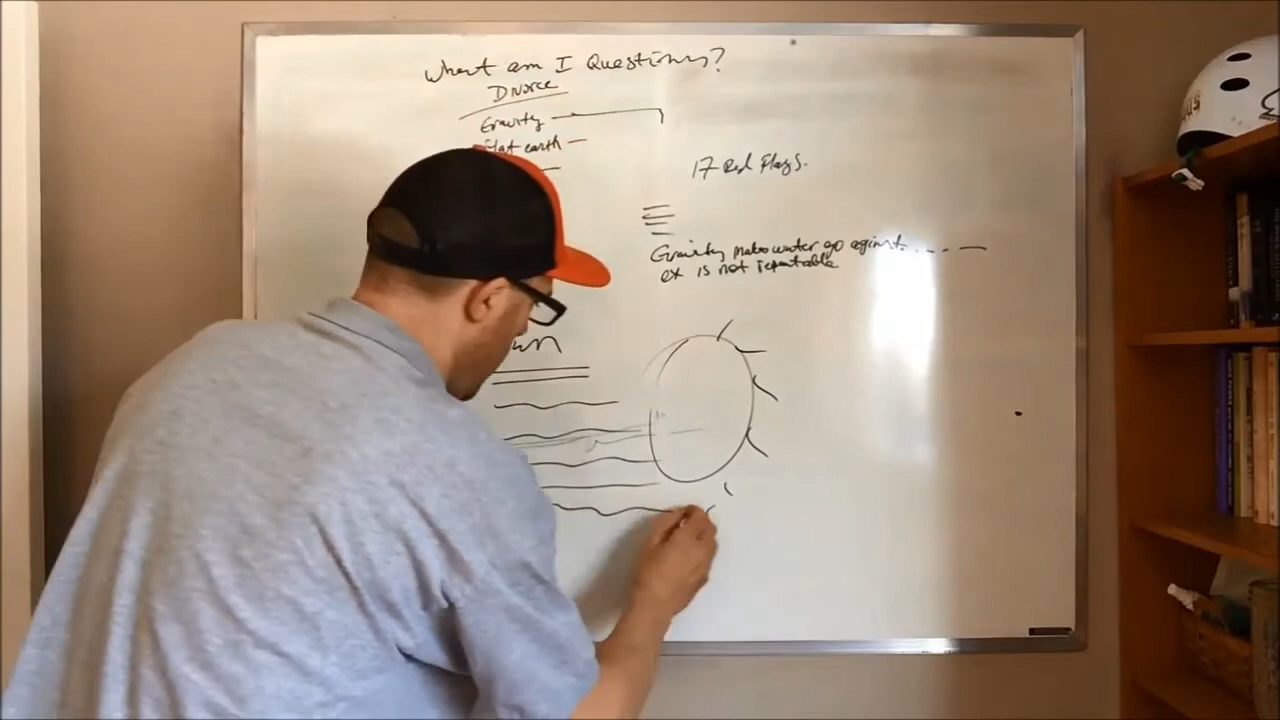 What am I Questioning?
Divorce
Gravity
flat earth
17 Red Flags.
Gravity makes water go against.....
ex is not repeatable